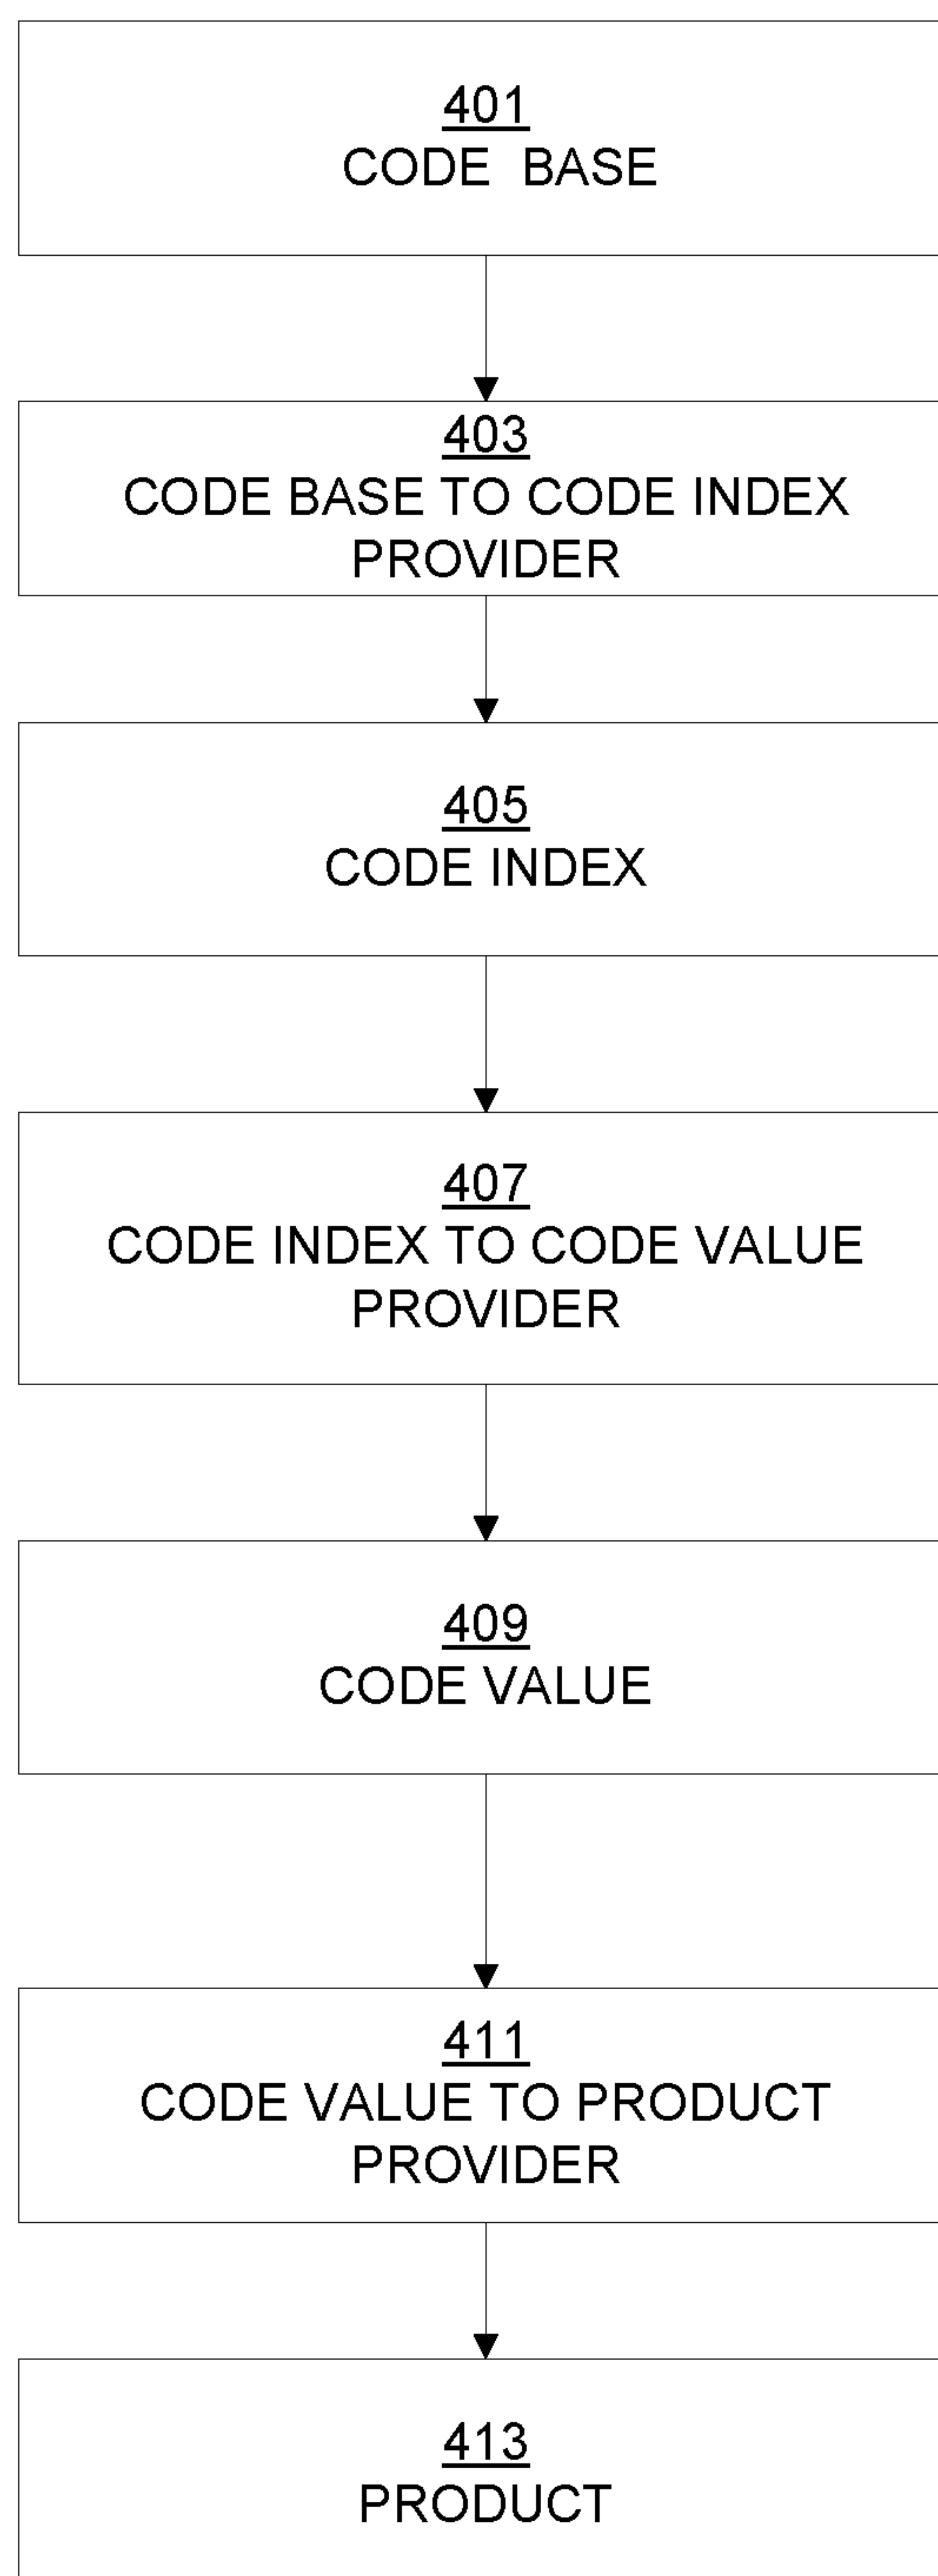 401
CODE BASE
403
CODE BASE TO CODE INDEX
PROVIDER
405
CODE INDEX
407
CODE INDEX TO CODE VALUE
PROVIDER
409
CODE VALUE
411
CODE VALUE TO PRODUCT
PROVIDER
413
PRODUCT